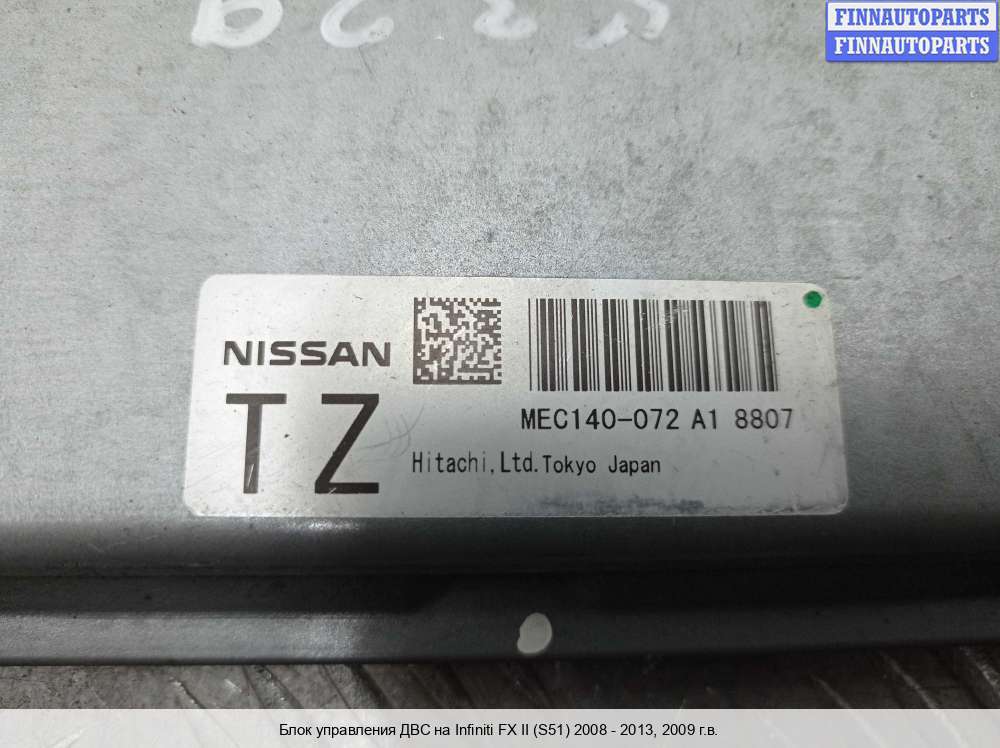 FINNAUTOPARTS
FINNAUTOPARTS
NISSAN
TZ
MEC140-072 A1 8807
Hitachi,Ltd.Tokyo Japan
Блок управления ДВС на Infiniti FX II (S51) 2008 - 2013, 2009 г.в.